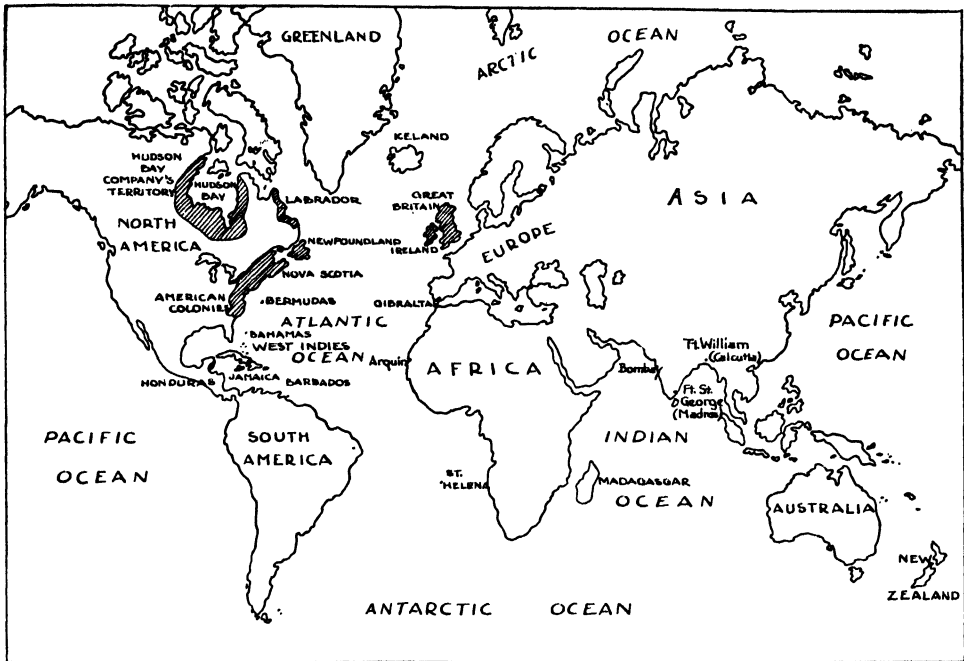 GREENLAND
ARCTIC
OCEAN
ICELAND
HUDSON
BAY
COMPANY'S
TERRITORY
HUDSON
BAY
LABRADOR
GREAT
BRITAIN
IRELAND
EUROPE
ASIA
NORTH
AMERICA
NEWFOUNDLAND
NOVA SCOTIA
AMERICAN
COLONIES
BERMUDAS
GIBRALTAR
ATLANTIC
OCEAN
BAHAMAS
WEST INDIES
HONDURAS
JAMAICA
BARBADOS
Arquin
AFRICA
Bombay
Ft. William
(Calcutta)
Ft. St.
George
(Madras)
PACIFIC
OCEAN
PACIFIC
OCEAN
SOUTH
AMERICA
ST.
HELENA
INDIAN
OCEAN
MADAGASGAR
AUSTRALIA
NEW
ZEALAND
ANTARCTIC OCEAN